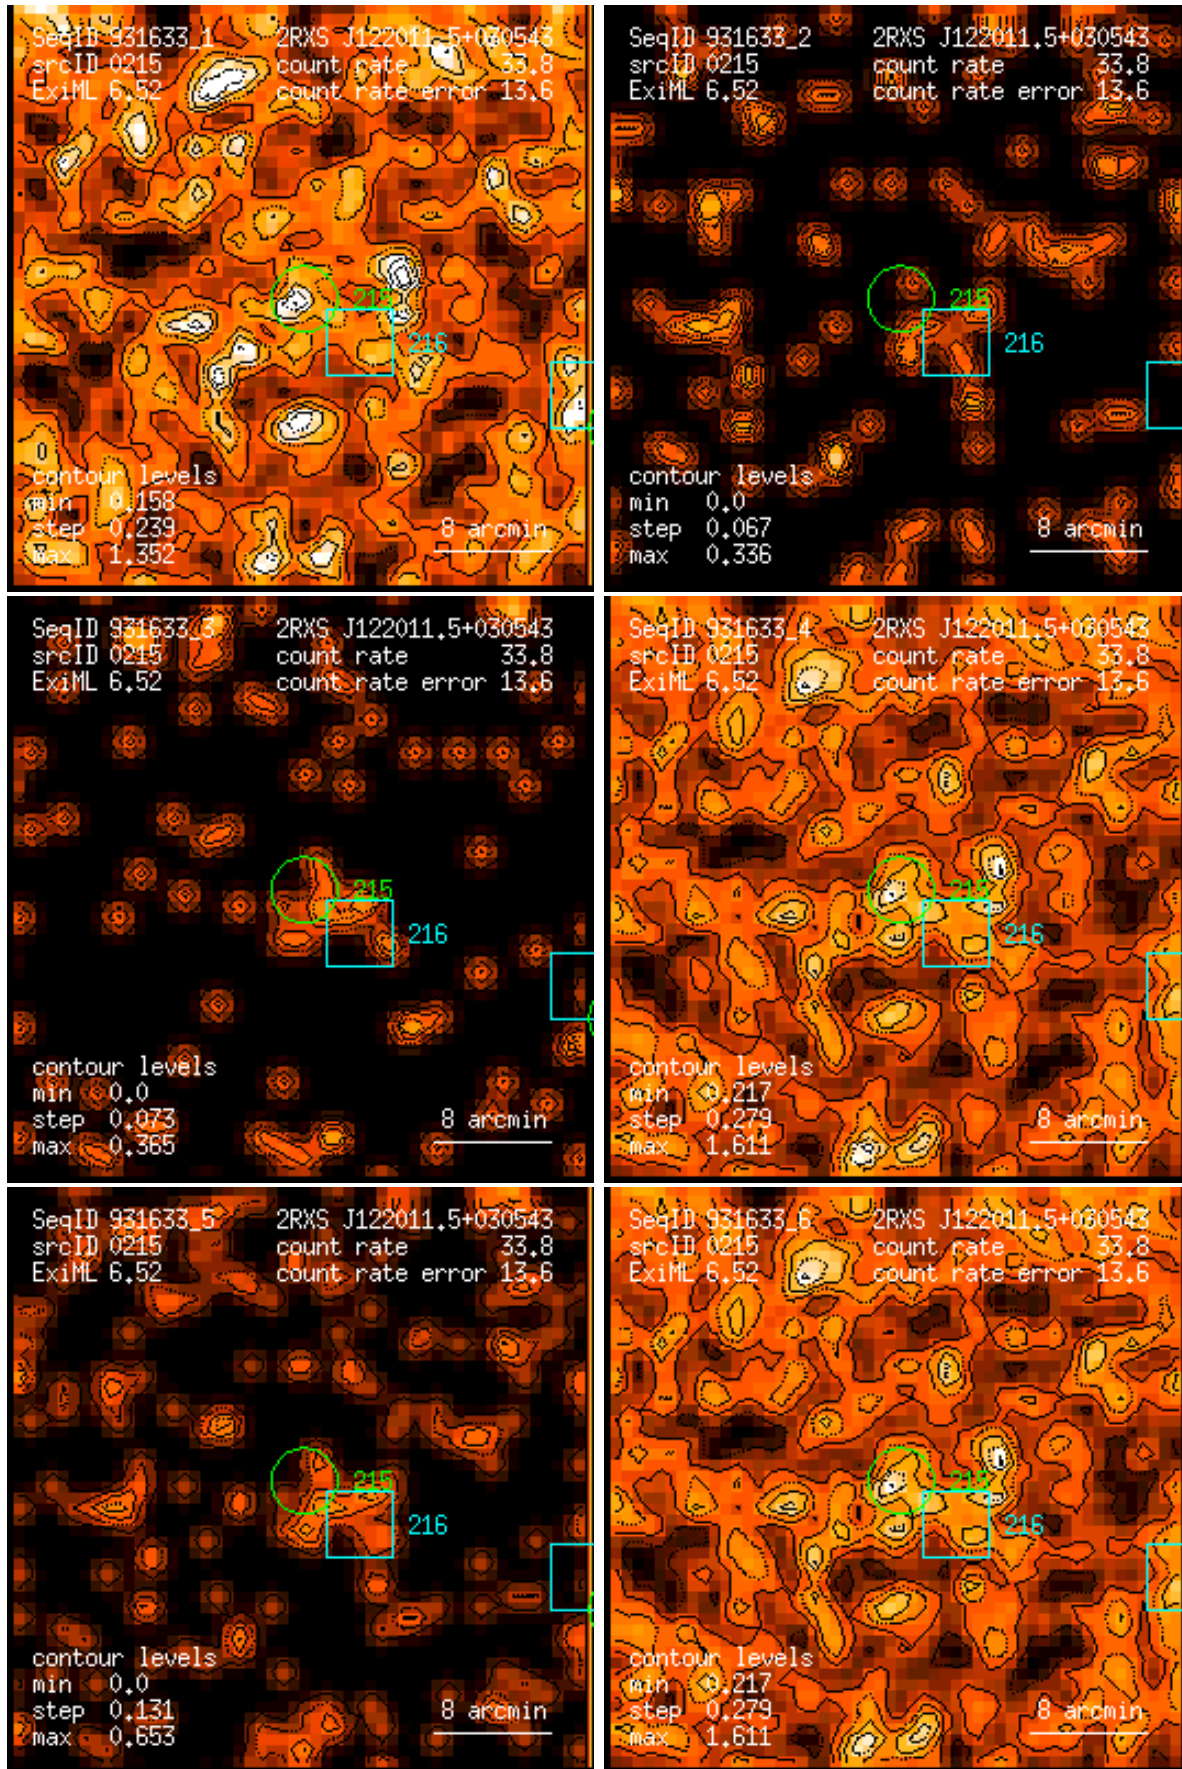 SeqID 931633_1 2RXS J122011.5+030543
srcID 0215 count rate 33.8
ExiML 6.52 count rate error 13.6
215
216
contour levels
min 0.158
step 0.239 8 arcmin
max 1.352
SeqID 931633_2 2RXS J122011.5+030543
srcID 0215 count rate 33.8
ExiML 6.52 count rate error 13.6
215
216
contour levels
min 0.0
step 0.067 8 arcmin
max 0.336
SeqID 931633_3 2RXS J122011.5+030543
srcID 0215 count rate 33.8
ExiML 6.52 count rate error 13.6
215
216
contour levels
min 0.0
step 0.073 8 arcmin
max 0.365
SeqID 931633_4 2RXS J122011.5+030543
srcID 0215 count rate 33.8
ExiML 6.52 count rate error 13.6
215
216
contour levels
min 0.217
step 0.279 8 arcmin
max 1.611
SeqID 931633_5 2RXS J122011.5+030543
srcID 0215 count rate 33.8
ExiML 6.52 count rate error 13.6
215
216
contour levels
min 0.0
step 0.131 8 arcmin
max 0.653
SeqID 931633_6 2RXS J122011.5+030543
srcID 0215 count rate 33.8
ExiML 6.52 count rate error 13.6
215
216
contour levels
min 0.217
step 0.279 8 arcmin
max 1.611